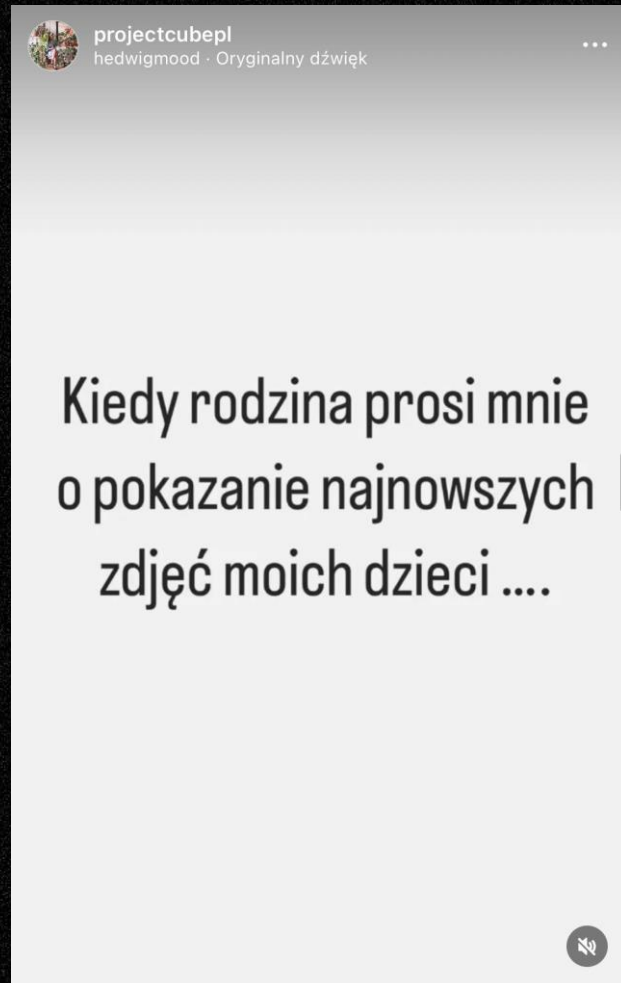 projectcubepl
hedwigmood · Oryginalny dźwięk
Kiedy rodzina prosi mnie
o pokazanie najnowszych
zdjęć moich dzieci ....